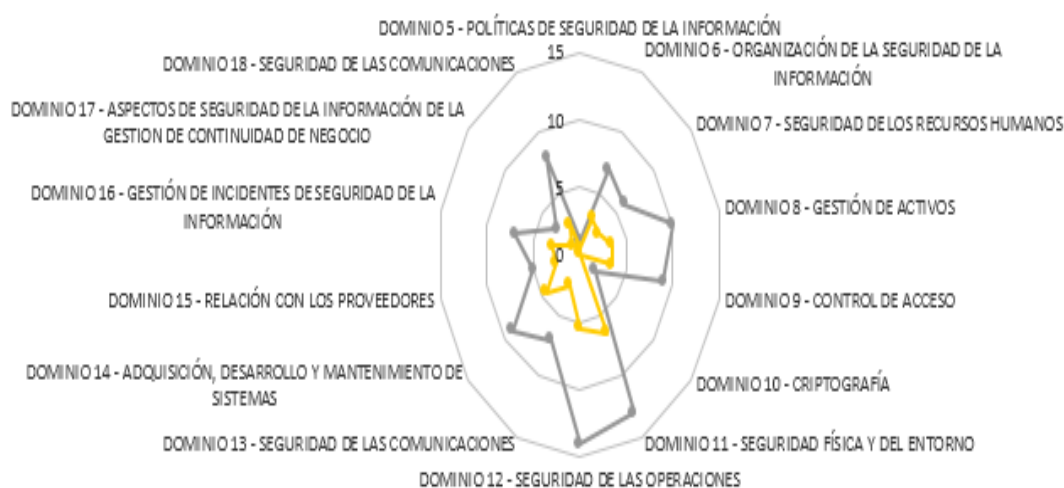 DOMINIO 5 - POLÍTICAS DE SEGURIDAD DE LA INFORMACIÓN
DOMINIO 6 - ORGANIZACIÓN DE LA SEGURIDAD DE LA
INFORMACIÓN
DOMINIO 7 - SEGURIDAD DE LOS RECURSOS HUMANOS
DOMINIO 8 - GESTIÓN DE ACTIVOS
DOMINIO 9 - CONTROL DE ACCESO
DOMINIO 10 - CRIPTOGRAFÍA
DOMINIO 11 - SEGURIDAD FÍSICA Y DEL ENTORNO
DOMINIO 12 - SEGURIDAD DE LAS OPERACIONES
DOMINIO 13 - SEGURIDAD DE LAS COMUNICACIONES
DOMINIO 14 - ADQUISICIÓN, DESARROLLO Y MANTENIMIENTO DE
SISTEMAS
DOMINIO 15 - RELACIÓN CON LOS PROVEEDORES
DOMINIO 16 - GESTIÓN DE INCIDENTES DE SEGURIDAD DE LA
INFORMACIÓN
DOMINIO 17 - ASPECTOS DE SEGURIDAD DE LA INFORMACIÓN DE LA
GESTION DE CONTINUIDAD DE NEGOCIO
DOMINIO 18 - SEGURIDAD DE LAS COMUNICACIONES
15
10
5
0